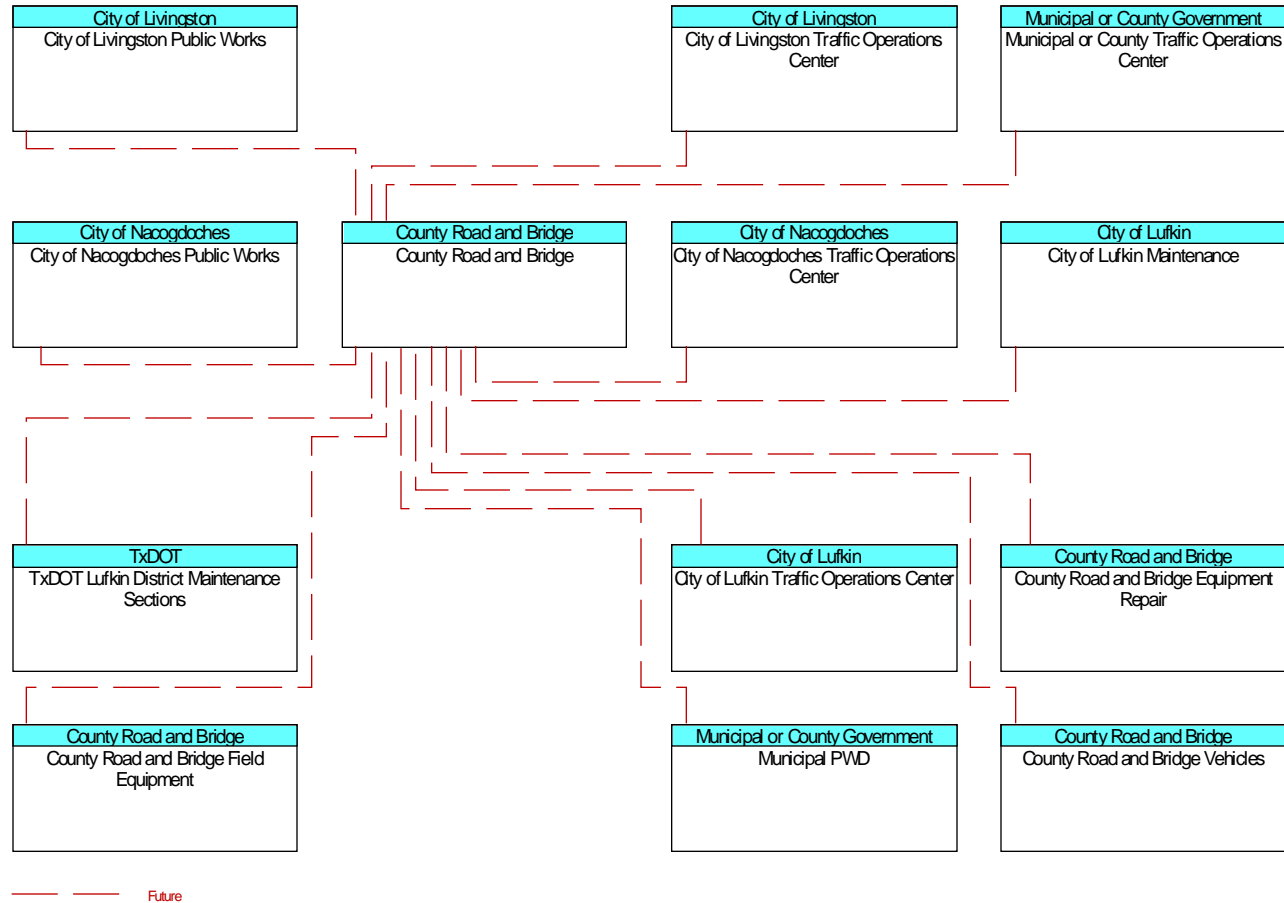 City of Livingston
City of Livingston Public Works
City of Livingston
City of Livingston Traffic Operations
Center
Municipal or County Government
Municipal or County Traffic Operations
Center
City of Nacogdoches
City of Nacogdoches Public Works
County Road and Bridge
County Road and Bridge
City of Nacogdoches
City of Nacogdoches Traffic Operations
Center
City of Lufkin
City of Lufkin Maintenance
TxDOT
TxDOT Lufkin District Maintenance
Sections
City of Lufkin
City of Lufkin Traffic Operations Center
County Road and Bridge
County Road and Bridge Equipment
Repair
County Road and Bridge
County Road and Bridge Field
Equipment
Municipal or County Government
Municipal PWD
County Road and Bridge
County Road and Bridge Vehicles
Future